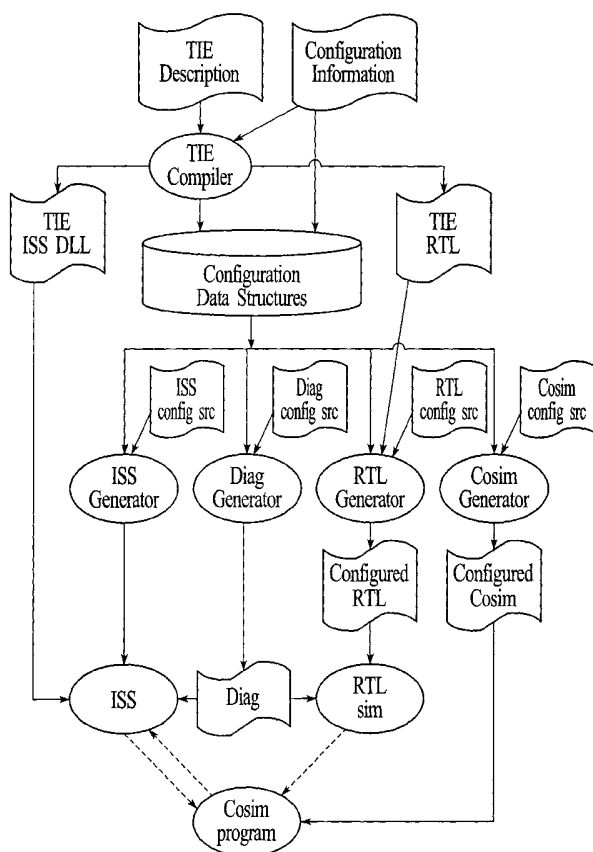 TIE
Description
Configuration
Information
TIE
Compiler
TIE
ISS DLL
TIE
RTL
Configuration
Data Structures
ISS
config src
Diag
config src
RTL
config src
Cosim
config src
ISS
Generator
Diag
Generator
RTL
Generator
Cosim
Generator
Configured
RTL
Configured
Cosim
ISS
Diag
RTL
sim
Cosim
program